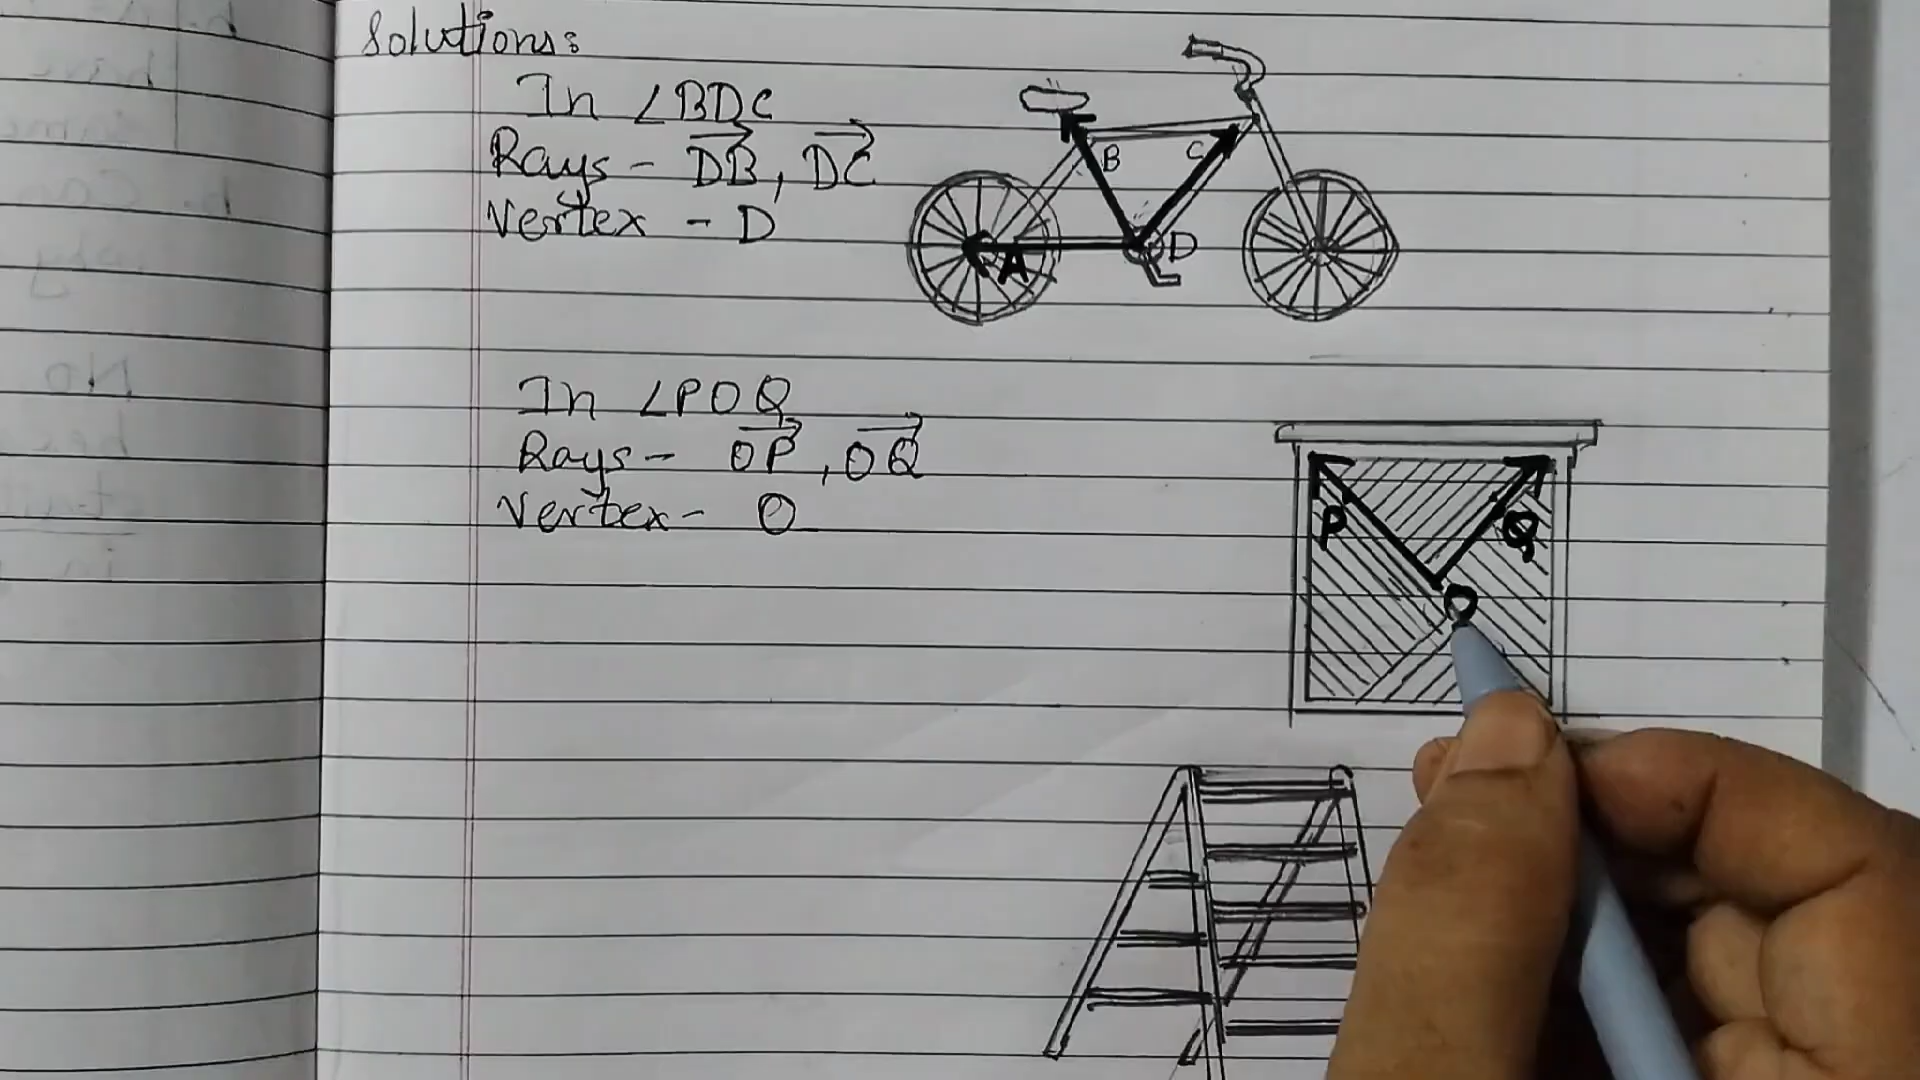 Solutions:
In ∠BDC
Rays - DB, DC
Vertex - D
B
C
D
A
In ∠POQ
Rays - OP, OQ
Vertex - O
P
Q
O